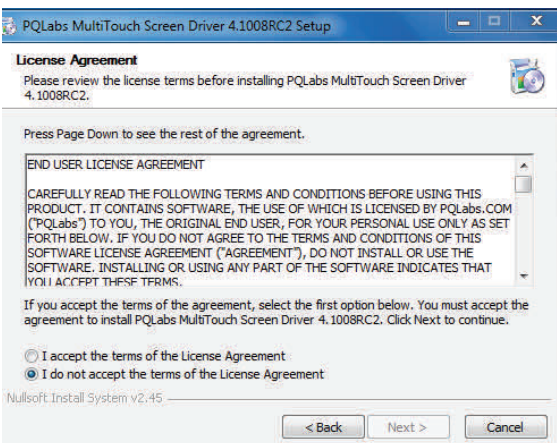 PQLabs MultiTouch Screen Driver 4.1008RC2 Setup
License Agreement
Please review the license terms before installing PQLabs MultiTouch Screen Driver
4.1008RC2.
Press Page Down to see the rest of the agreement.
END USER LICENSE AGREEMENT
CAREFULLY READ THE FOLLOWING TERMS AND CONDITIONS BEFORE USING THIS
PRODUCT. IT CONTAINS SOFTWARE, THE USE OF WHICH IS LICENSED BY PQLabs.COM
("PQLabs") TO YOU, THE ORIGINAL END USER, FOR YOUR PERSONAL USE ONLY AS SET
FORTH BELOW. IF YOU DO NOT AGREE TO THE TERMS AND CONDITIONS OF THIS
SOFTWARE LICENSE AGREEMENT ("AGREEMENT"), DO NOT INSTALL OR USE THE
SOFTWARE. INSTALLING OR USING ANY PART OF THE SOFTWARE INDICATES THAT
YOU ACCEPT THESE TERMS.
If you accept the terms of the agreement, select the first option below. You must accept the
agreement to install PQLabs MultiTouch Screen Driver 4.1008RC2. Click Next to continue.
I accept the terms of the License Agreement
I do not accept the terms of the License Agreement
Nullsoft Install System v2.45
< Back Next > Cancel